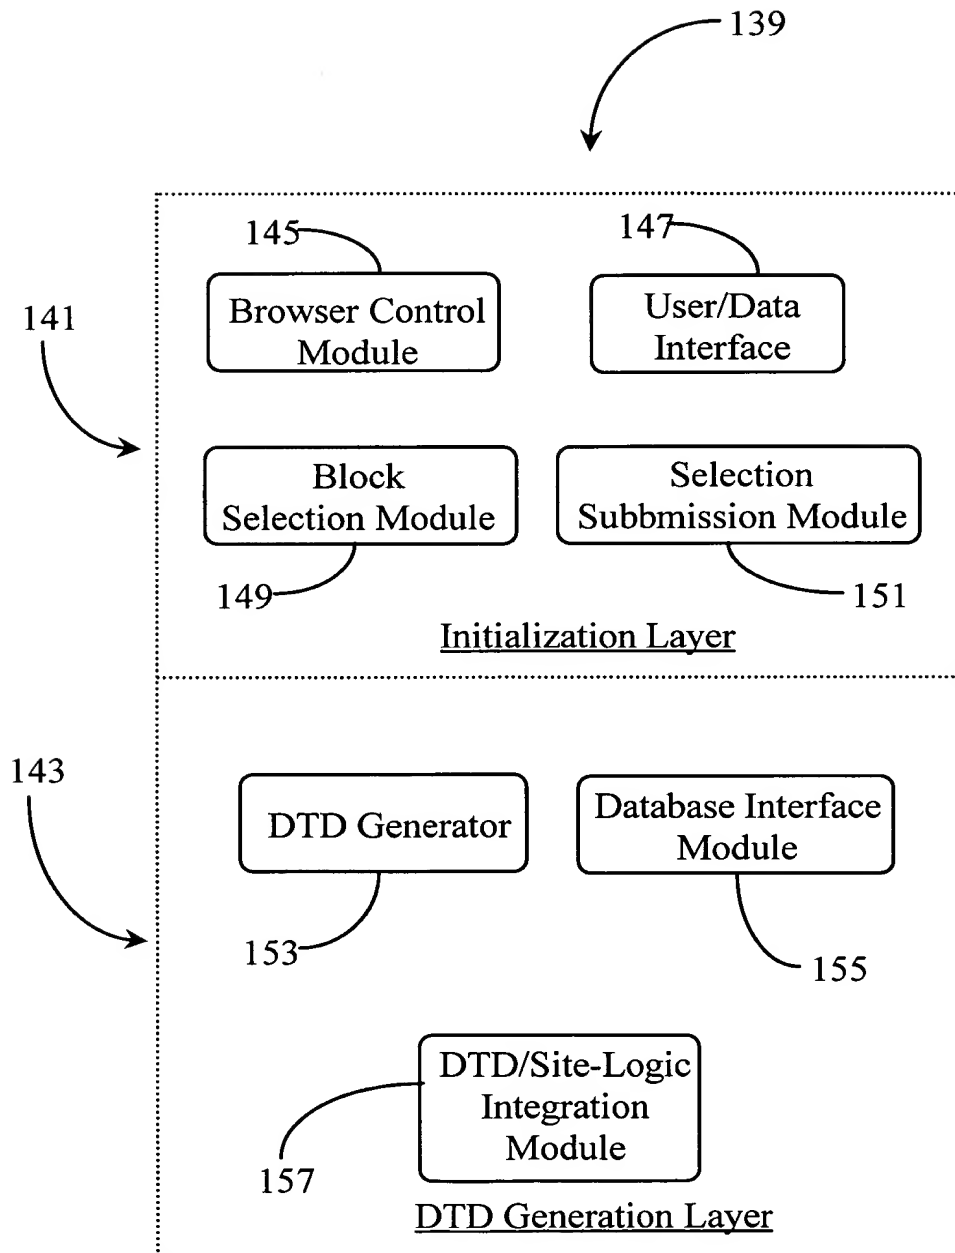 139
145
147
Browser Control
Module
User/Data
Interface
141
Block
Selection Module
Selection
Subbmission Module
149
151
Initialization Layer
143
DTD Generator
Database Interface
Module
153
155
DTD/Site-Logic
Integration
Module
157
DTD Generation Layer